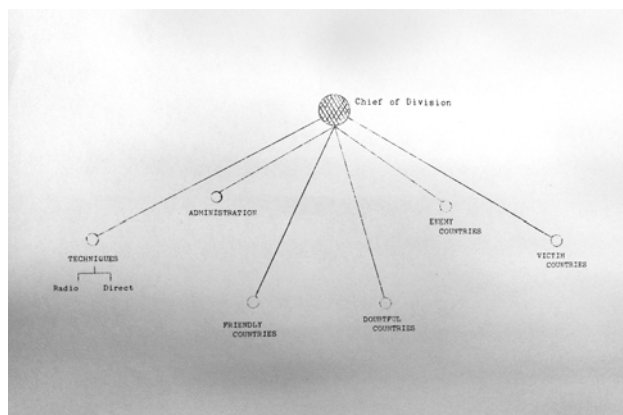 Chief of Division
ADMINISTRATION
ENEMY
COUNTRIES
TECHNIQUES
VICTIM
COUNTRIES
Radio Direct
FRIENDLY
COUNTRIES
DOUBTFUL
COUNTRIES